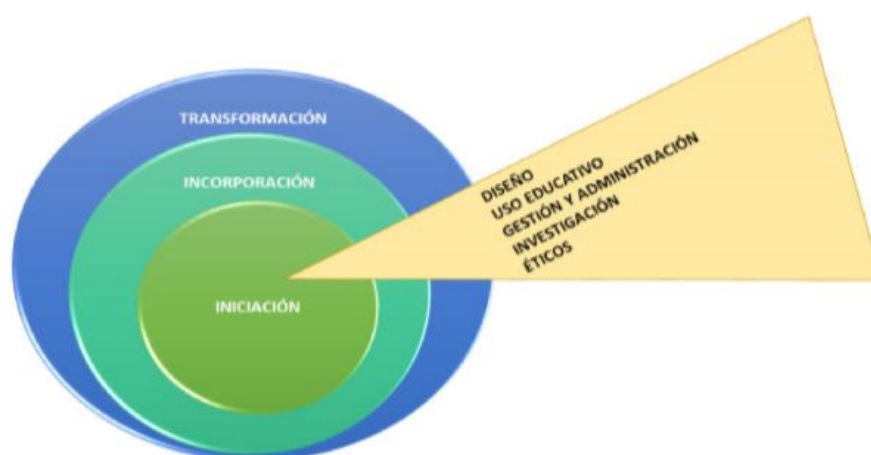 TRANSFORMACIÓN
INCORPORACIÓN
INICIACIÓN
DISEÑO
USO EDUCATIVO
GESTIÓN Y ADMINISTRACIÓN
INVESTIGACIÓN
ÉTICOS